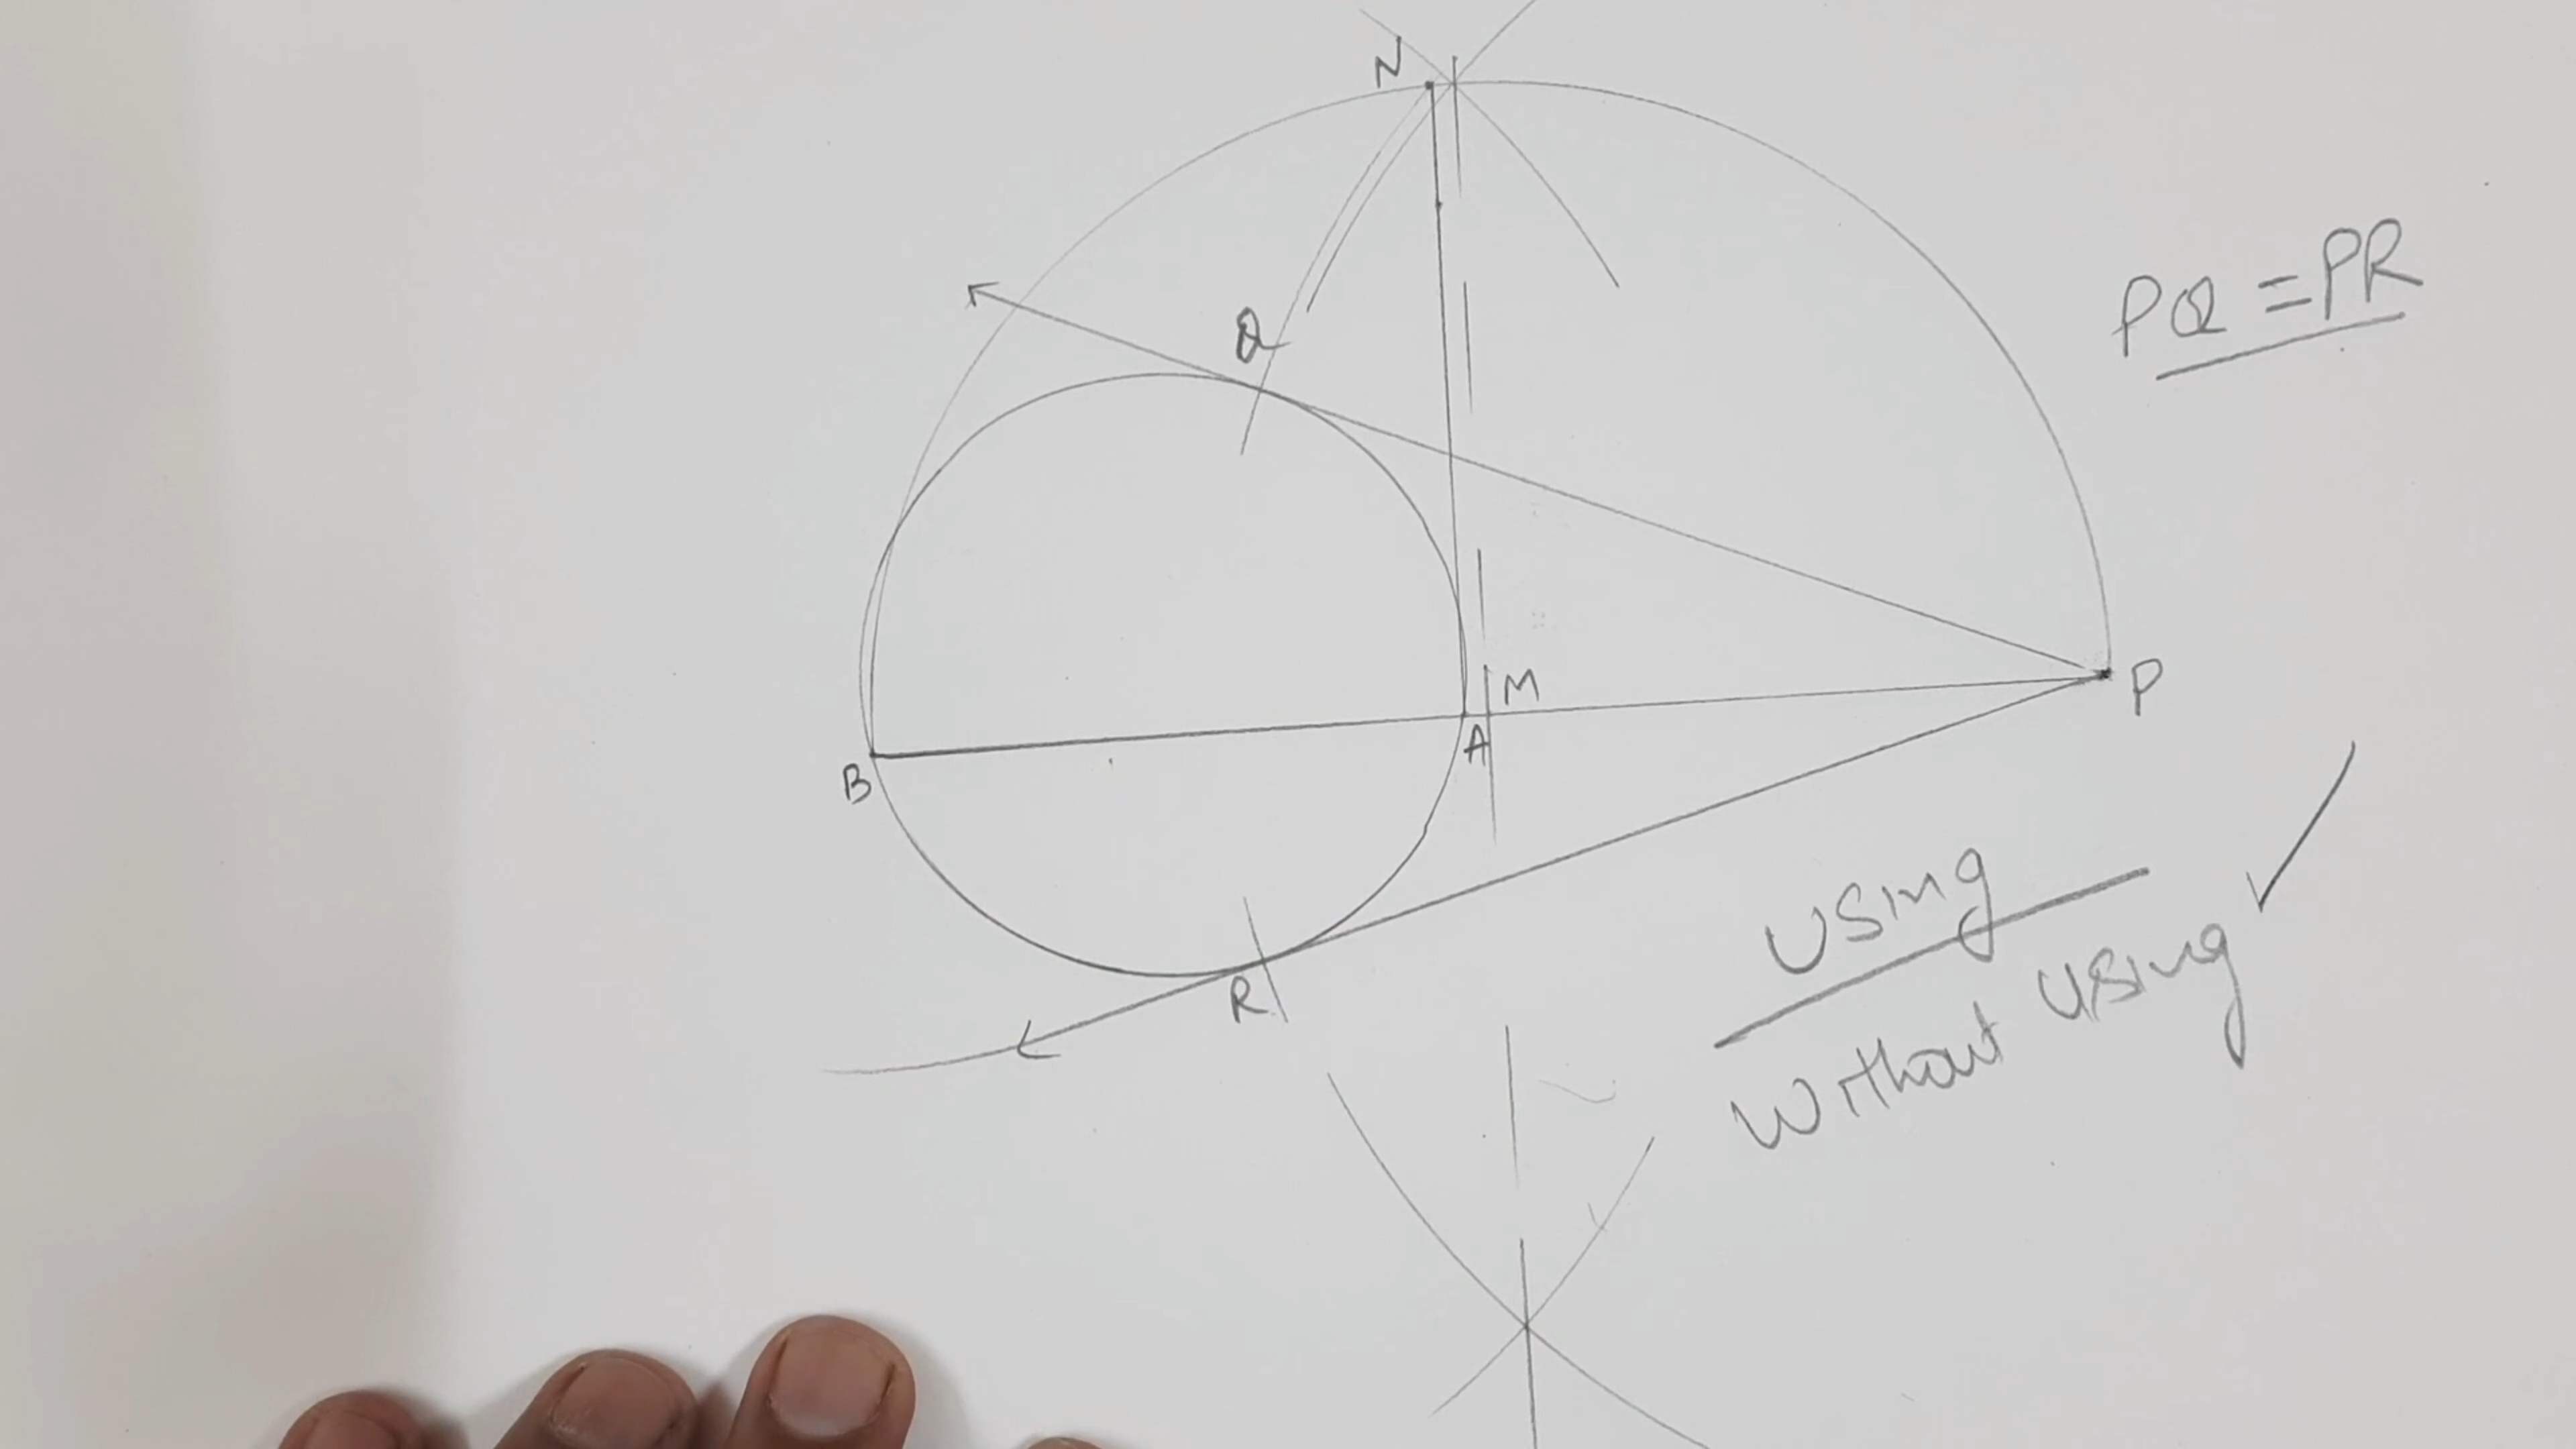 N
Q
PQ = PR
M
P
A
B
R
Using
Without using